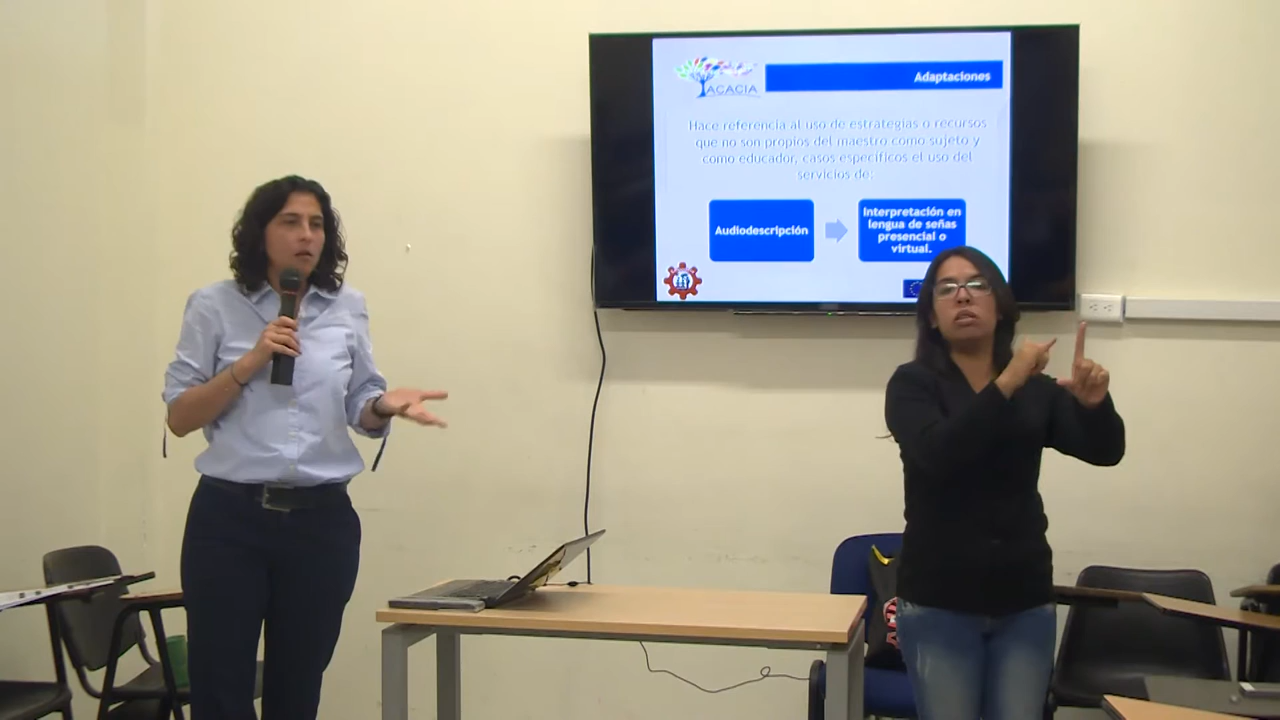 ACACIA
Adaptaciones
Hace referencia al uso de estrategias o recursos
que no son propios del maestro como sujeto y
como educador, casos específicos el uso del
servicios de:
Audiodescripción
Interpretación en
lengua de señas
presencial o
virtual.